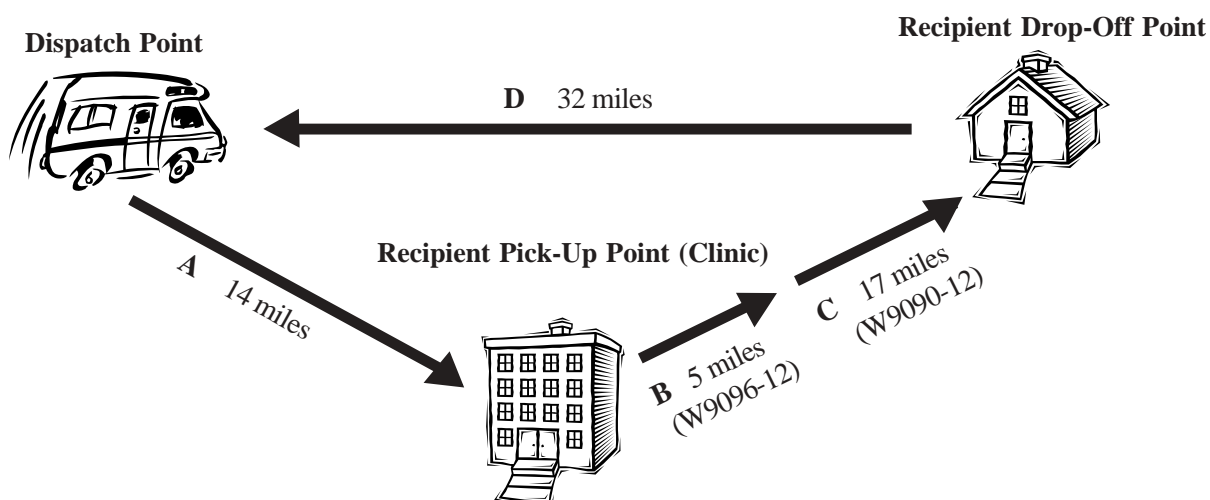 Recipient Drop-Off Point
Dispatch Point
D 32 miles
Recipient Pick-Up Point (Clinic)
A 14 miles
C 17 miles
(W9090-12)
B 5 miles
(W9096-12)